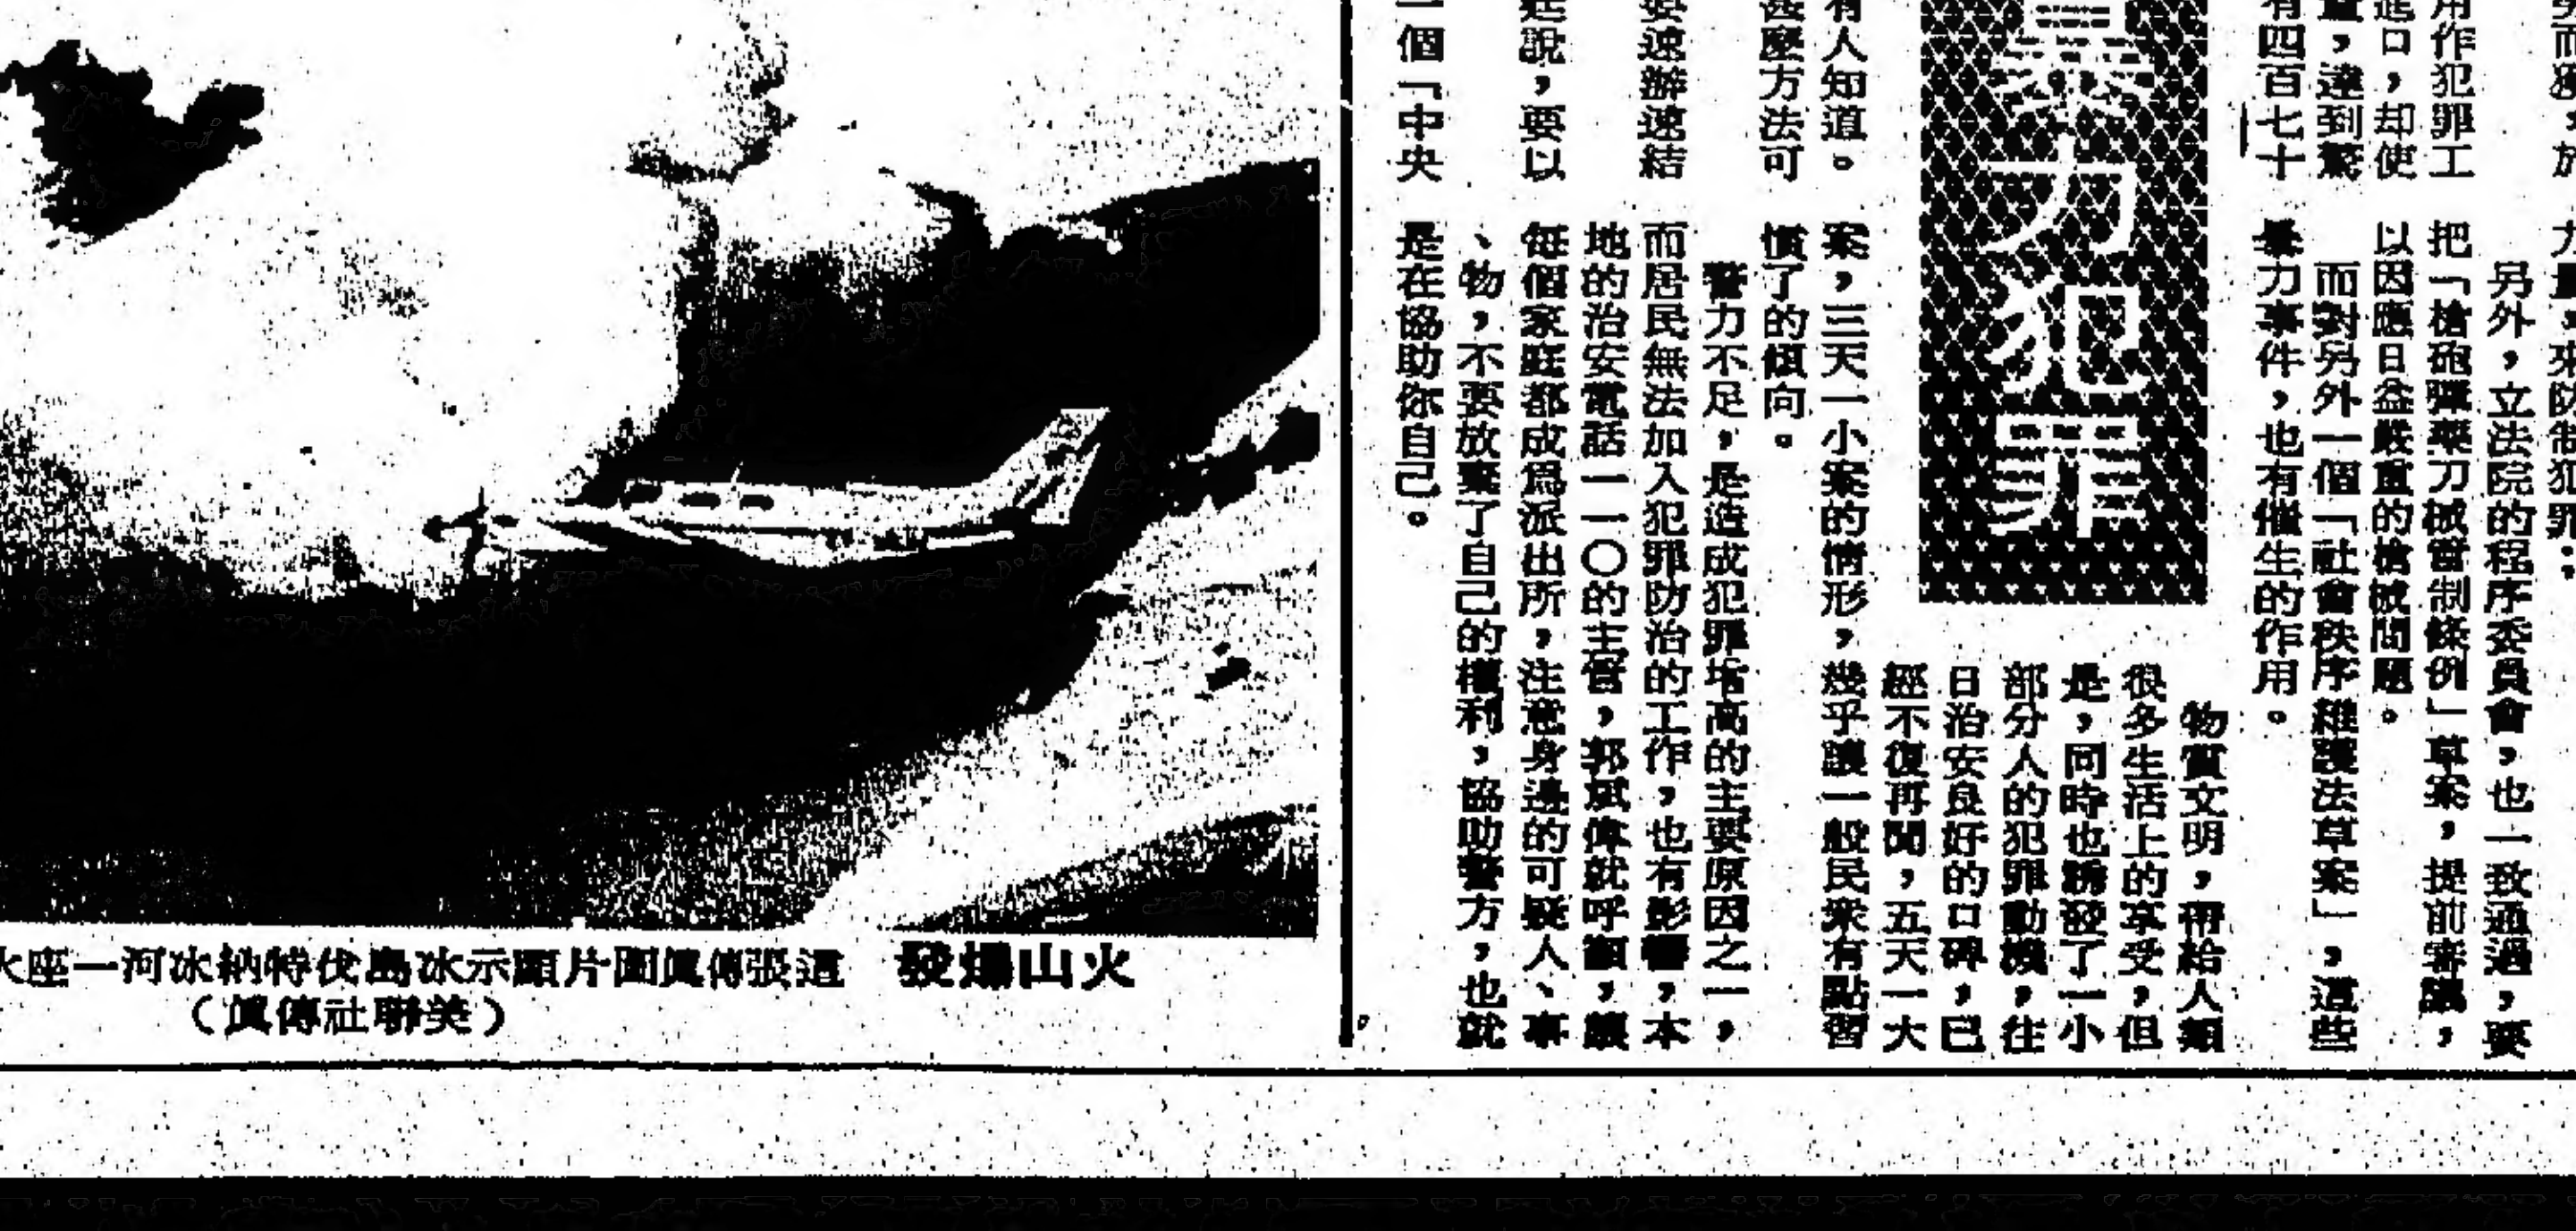 用作犯罪工
進口，却使
量，達到驚
有四百七十
暴力犯罪
有人知道。
甚麼方法可
要速辦速結
說，要以
一個「中央
力量，來防制犯罪。
另外，立法院的程序委員會，也一致通過，要
把「槍砲彈藥刀械管制條例」草案，提前審議，
以因應日益嚴重的槍械問題。
而對另外一個「社會秩序維護法草案」，這些
暴力事件，也有催生的作用。
物質文明，帶給人類
很多生活上的享受，但
是，同時也誘發了一小
部分人的犯罪動機，往
日治安良好的口碑，已
經不復再聞，五天一大
案，三天一小案的情形，幾乎讓一般民衆有點習
慣了的傾向。
警力不足，是造成犯罪增高的主要原因之一，
而居民無法加入犯罪防治的工作，也有影響，本
地的治安電話一一〇的主管，郭偉就呼籲，讓
每個家庭都成爲派出所，注意身邊的可疑人、事
、物，不要放棄了自己的權利，協助警方，也就
是在協助你自己。
火山爆發　這張傳眞圖片顯示冰島伏特納冰河一座火
（美聯社傳眞）